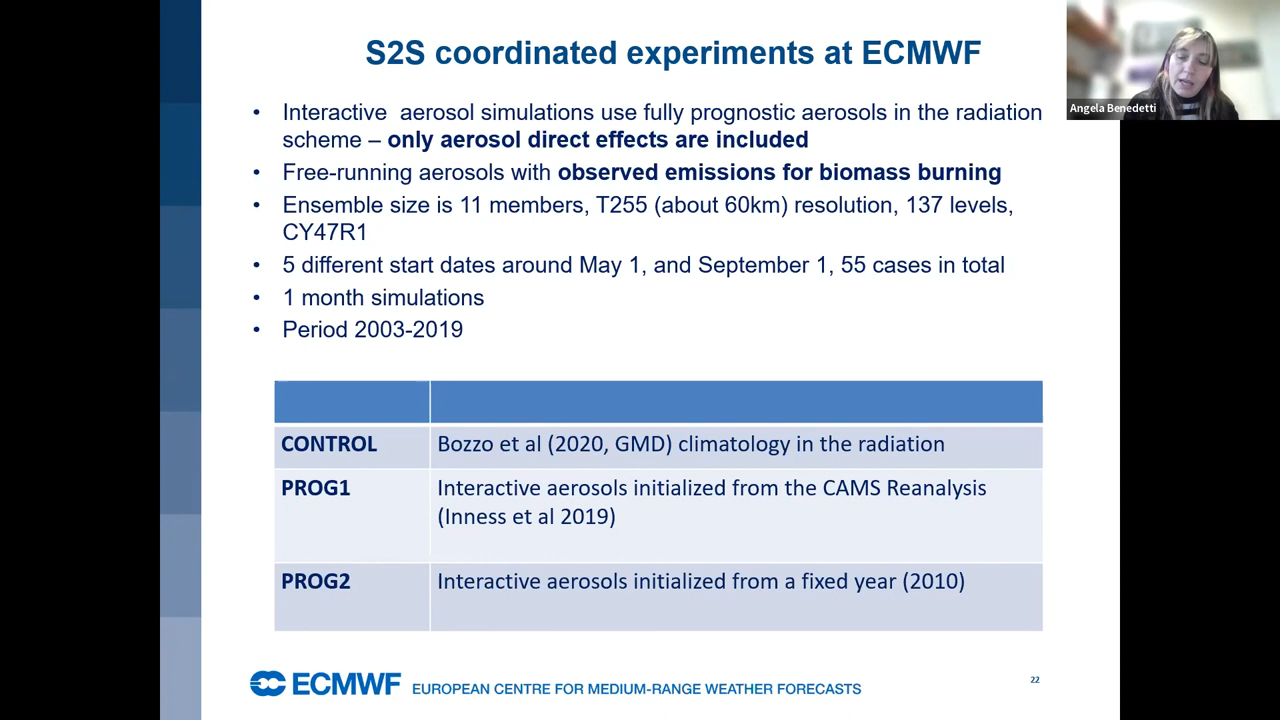 S2S coordinated experiments at ECMWF
Angela Benedetti
• Interactive aerosol simulations use fully prognostic aerosols in the radiation
scheme – only aerosol direct effects are included
• Free-running aerosols with observed emissions for biomass burning
• Ensemble size is 11 members, T255 (about 60km) resolution, 137 levels,
CY47R1
• 5 different start dates around May 1, and September 1, 55 cases in total
• 1 month simulations
• Period 2003-2019
CONTROL Bozzo et al (2020, GMD) climatology in the radiation
PROG1 Interactive aerosols initialized from the CAMS Reanalysis
(Inness et al 2019)
PROG2 Interactive aerosols initialized from a fixed year (2010)
ECMWF EUROPEAN CENTRE FOR MEDIUM-RANGE WEATHER FORECASTS
22